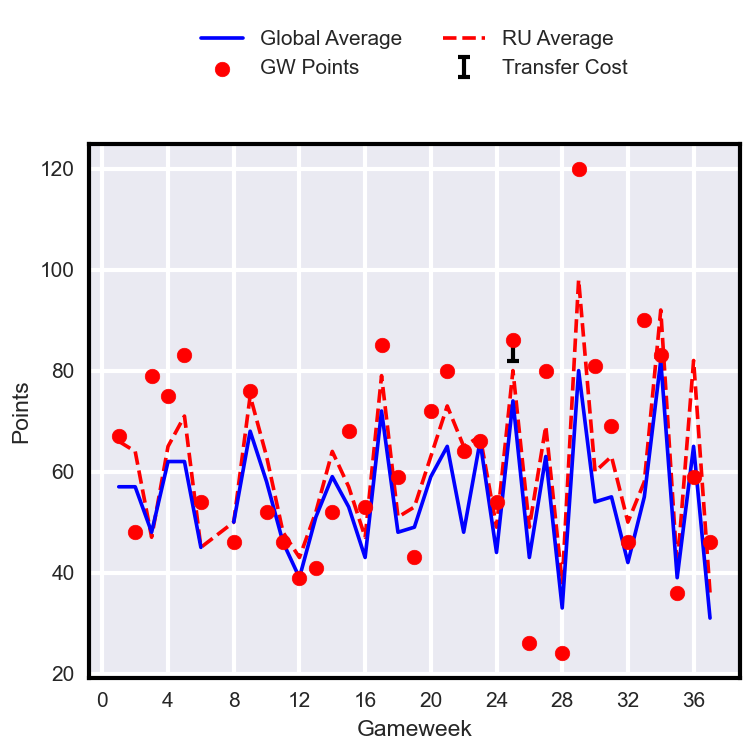 Global Average
RU Average
GW Points
Transfer Cost
120
100
80
60
40
20
Points
0 4 8 12 16 20 24 28 32 36
Gameweek